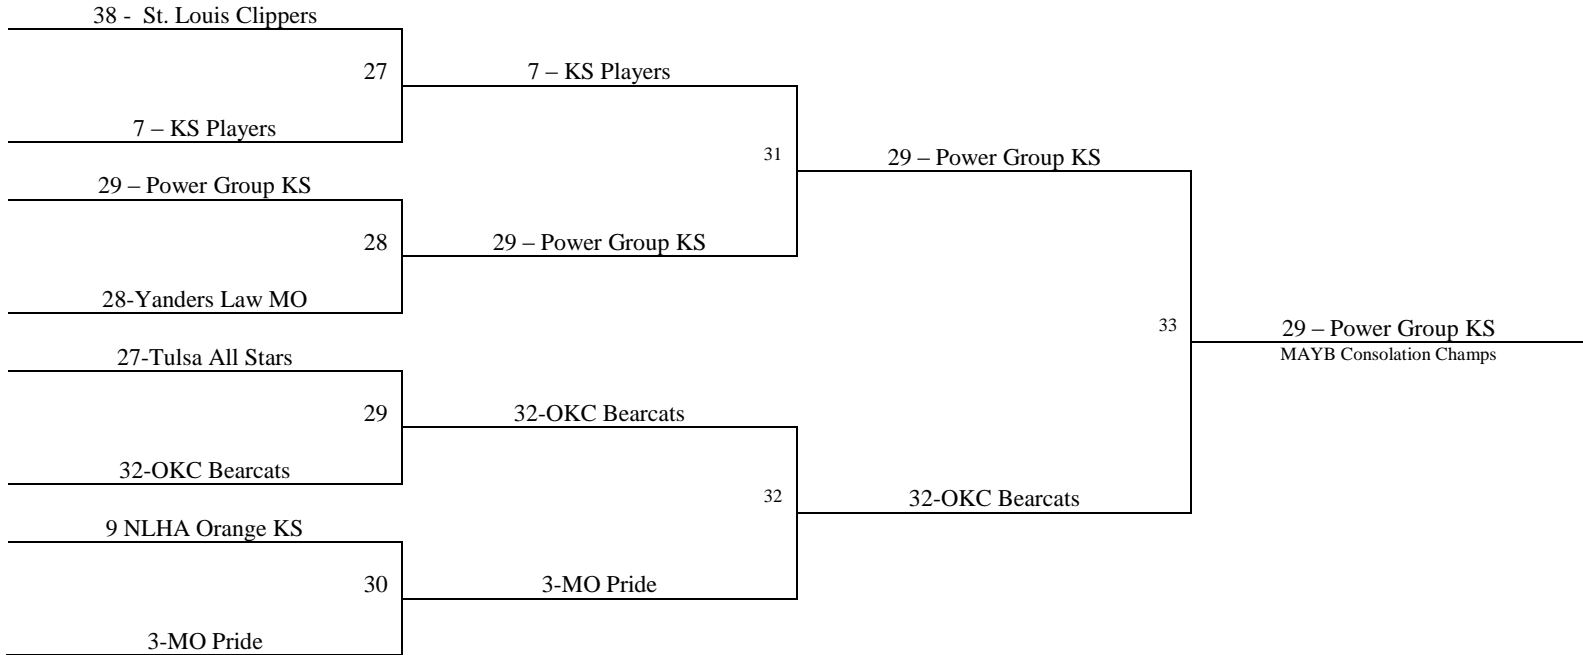 38 - St. Louis Clippers
27
7 – KS Players
7 – KS Players
31
29 – Power Group KS
29 – Power Group KS
28
29 – Power Group KS
28-Yanders Law MO
33
29 – Power Group KS
MAYB Consolation Champs
27-Tulsa All Stars
29
32-OKC Bearcats
32-OKC Bearcats
32
32-OKC Bearcats
9 NLHA Orange KS
30
3-MO Pride
3-MO Pride